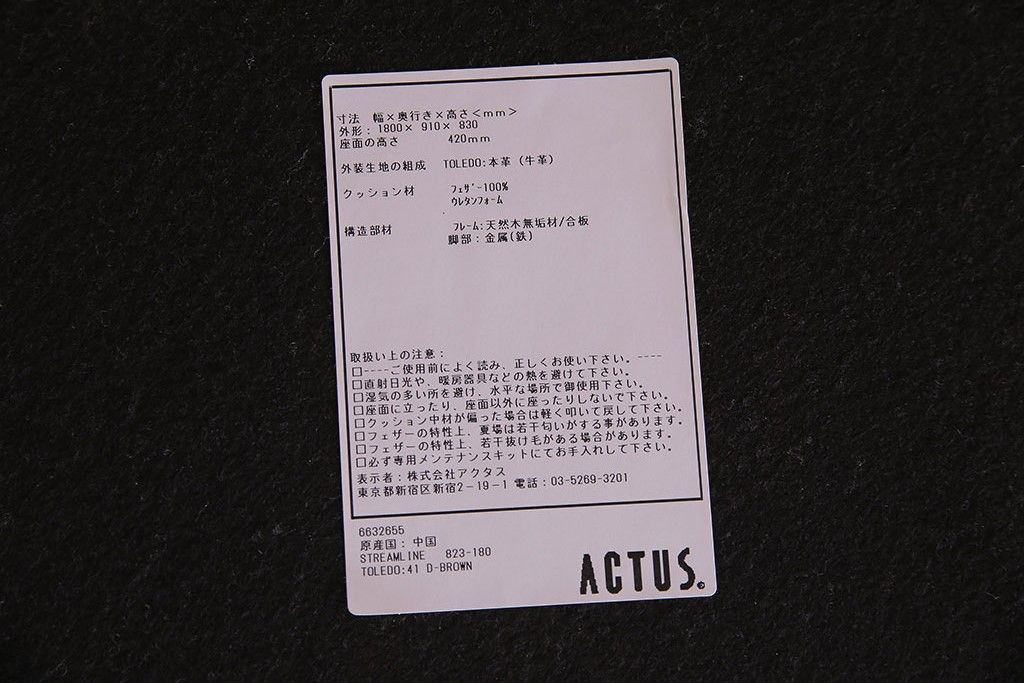 寸法　幅×奥行き×高さ＜ｍｍ＞
外形：1800×　910×　830
座面の高さ　420ｍｍ
外装生地の組成　TOLEDO:本革（牛革）
クッション材　ﾌｪｻﾞｰ100%
ｳﾚﾀﾝﾌｫｰﾑ
構造部材　ﾌﾚｰﾑ:天然木無垢材/合板
脚部：金属(鉄)
取扱い上の注意：
□----ご使用前によく読み、正しくお使い下さい。----
□直射日光や、暖房器具などの熱を避けて下さい。
□湿気の多い所を避け、水平な場所で御使用下さい。
□座面に立ったり、座面以外に座ったりしないで下さい。
□クッション中材が偏った場合は軽く叩いて戻して下さい。
□フェザーの特性上、夏場は若干匂いがする事があります。
□フェザーの特性上、若干抜け毛がある場合があります。
□必ず専用メンテナンスキットにてお手入れして下さい。
表示者：株式会社アクタス
東京都新宿区新宿2－19－1 電話：03-5269-3201
6632655
原産国：中国
STREAMLINE　823-180
TOLEDO:41 D-BROWN
ACTUS.